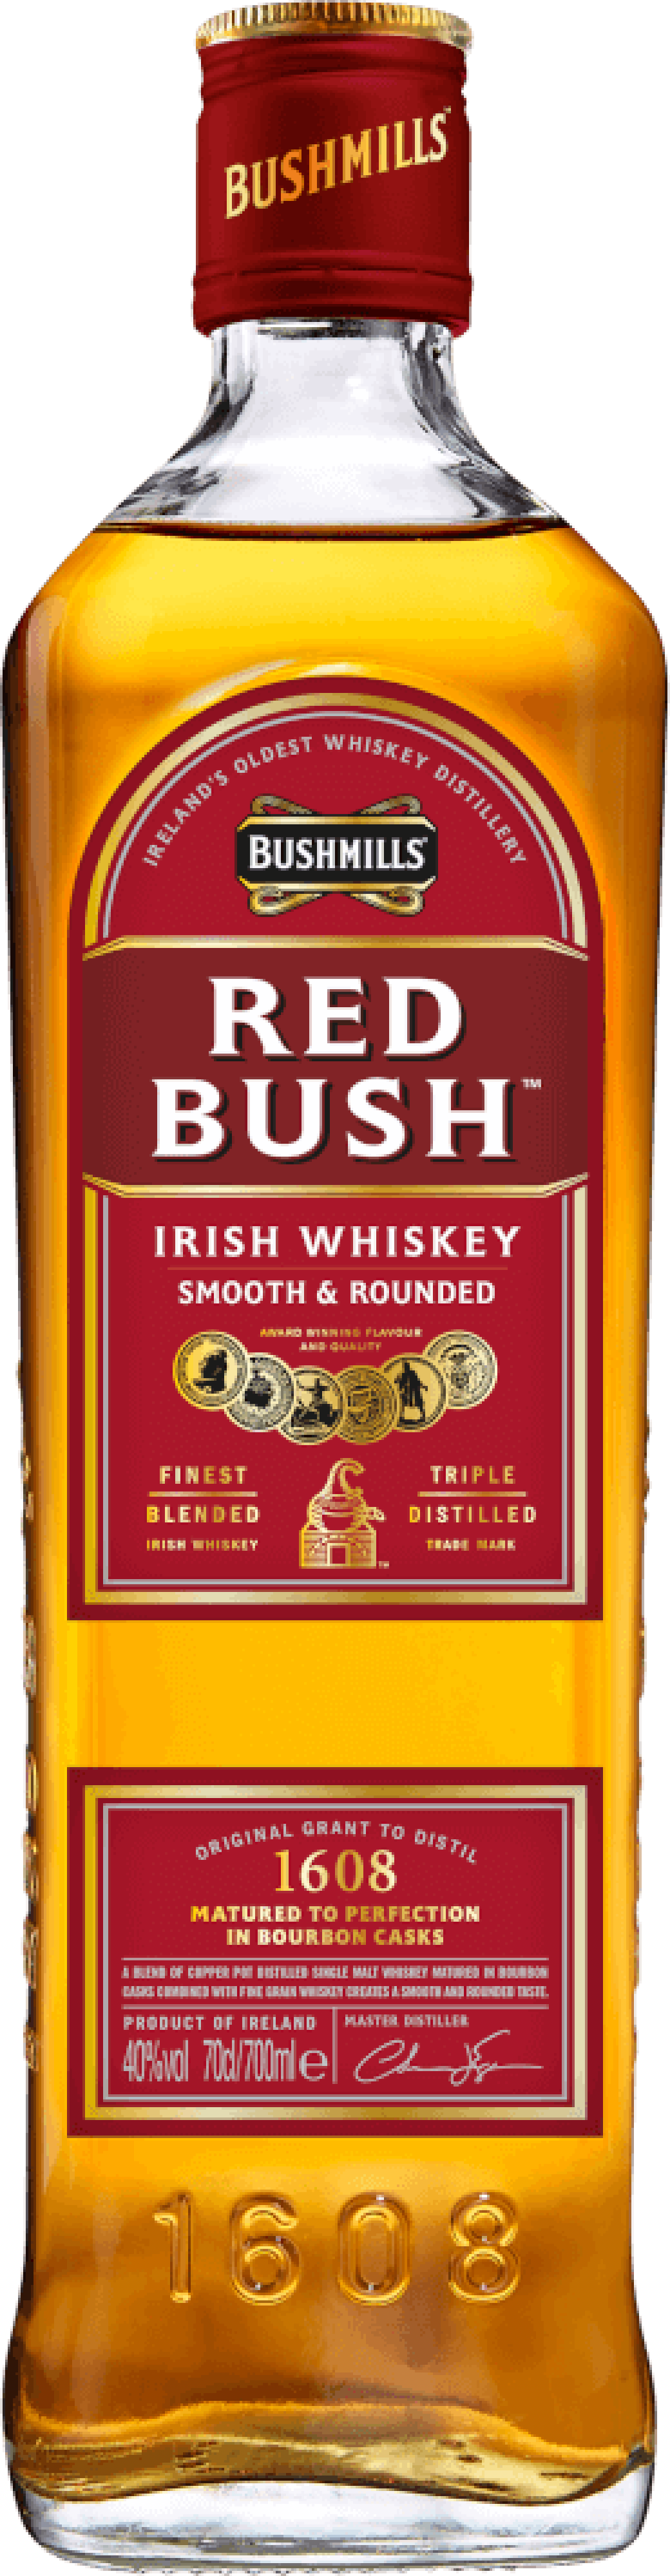 BUSHMILLS™
IRELAND'S OLDEST WHISKEY DISTILLERY
BUSHMILLS
RED
BUSH™
IRISH WHISKEY
SMOOTH & ROUNDED
AWARD WINNING FLAVOUR
AND QUALITY
FINEST
BLENDED
IRISH WHISKEY
TRIPLE
DISTILLED
TRADE MARK
™
ORIGINAL GRANT TO DISTIL
1608
MATURED TO PERFECTION
IN BOURBON CASKS
A BLEND OF COPPER POT DISTILLED SINGLE MALT WHISKEY MATURED IN BOURBON
CASKS COMBINED WITH FINE GRAIN WHISKEY CREATES A SMOOTH AND ROUNDED TASTE.
PRODUCT OF IRELAND
40%vol 70cl/700ml e
MASTER DISTILLER
1608